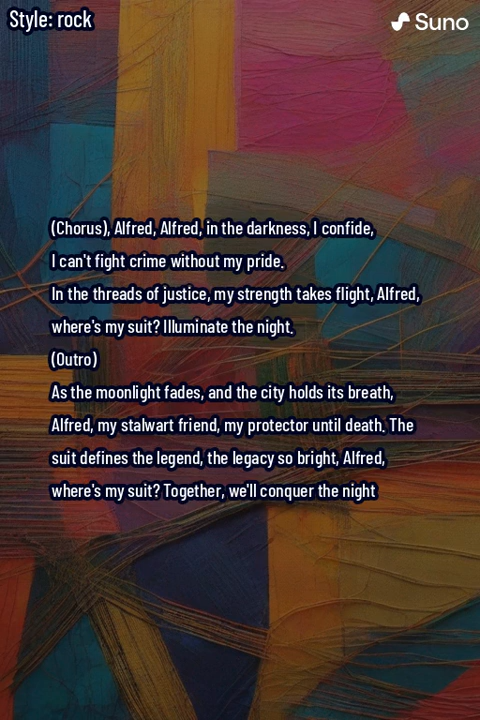 Style: rock
Suno
(Chorus), Alfred, Alfred, in the darkness, I confide,
I can't fight crime without my pride.
In the threads of justice, my strength takes flight, Alfred,
where's my suit? Illuminate the night.
(Outro)
As the moonlight fades, and the city holds its breath,
Alfred, my stalwart friend, my protector until death. The
suit defines the legend, the legacy so bright, Alfred,
where's my suit? Together, we'll conquer the night